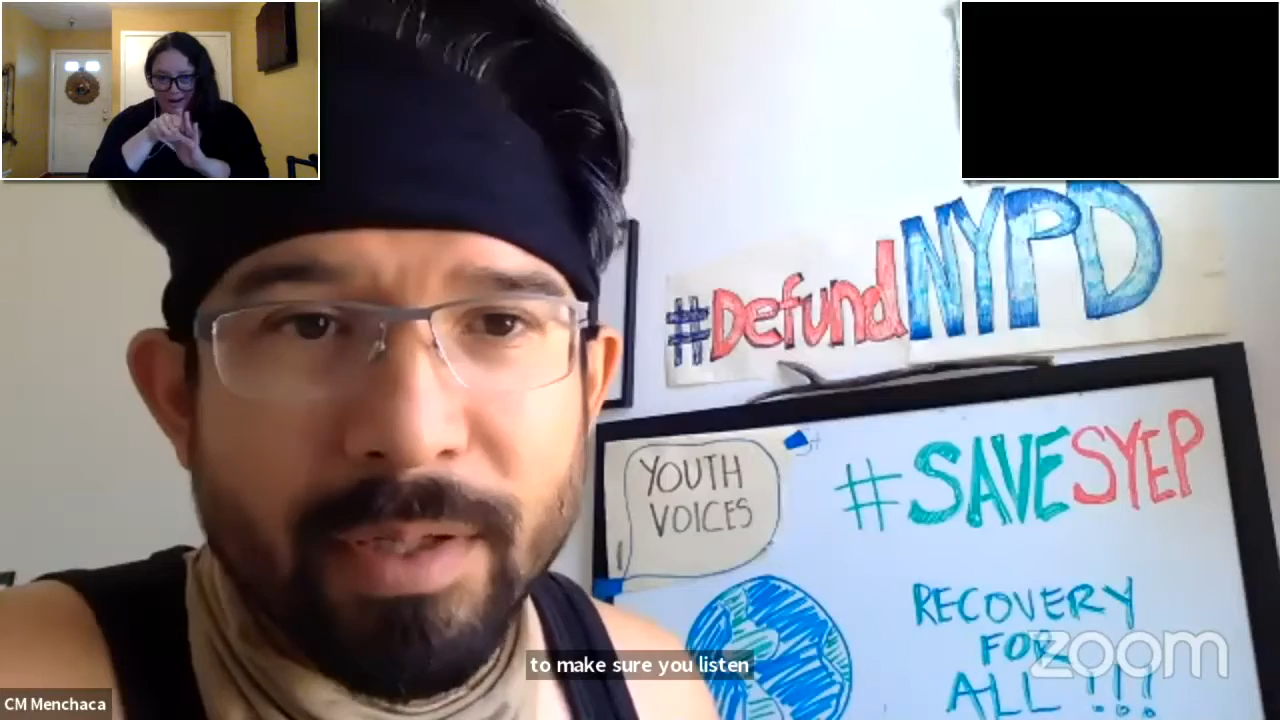 #DefundNYPD
YOUTH
VOICES
#SAVESYEP
RECOVERY
FOR
ALL!!!
zoom
to make sure you listen
CM Menchaca